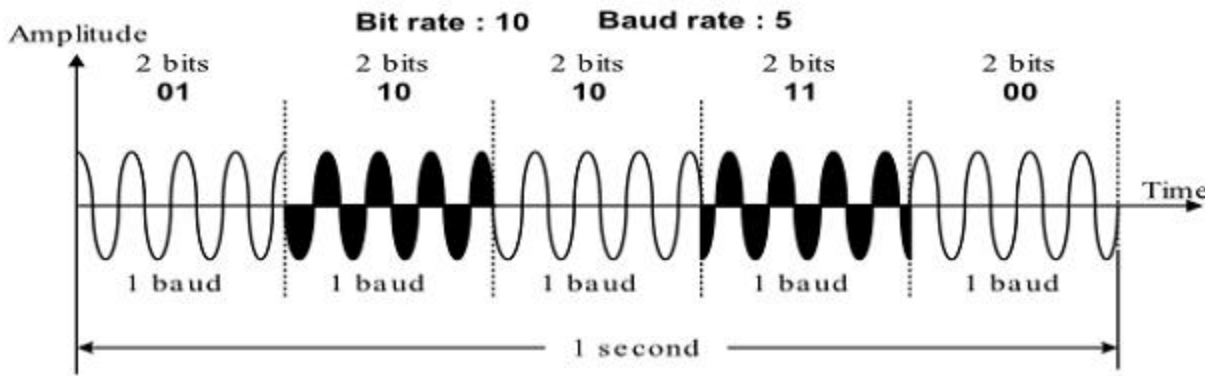 Bit rate : 10 Baud rate : 5
Amplitude
2 bits 2 bits 2 bits 2 bits 2 bits
01 10 10 11 00
Time
1 baud 1 baud 1 baud 1 baud 1 baud
1 second